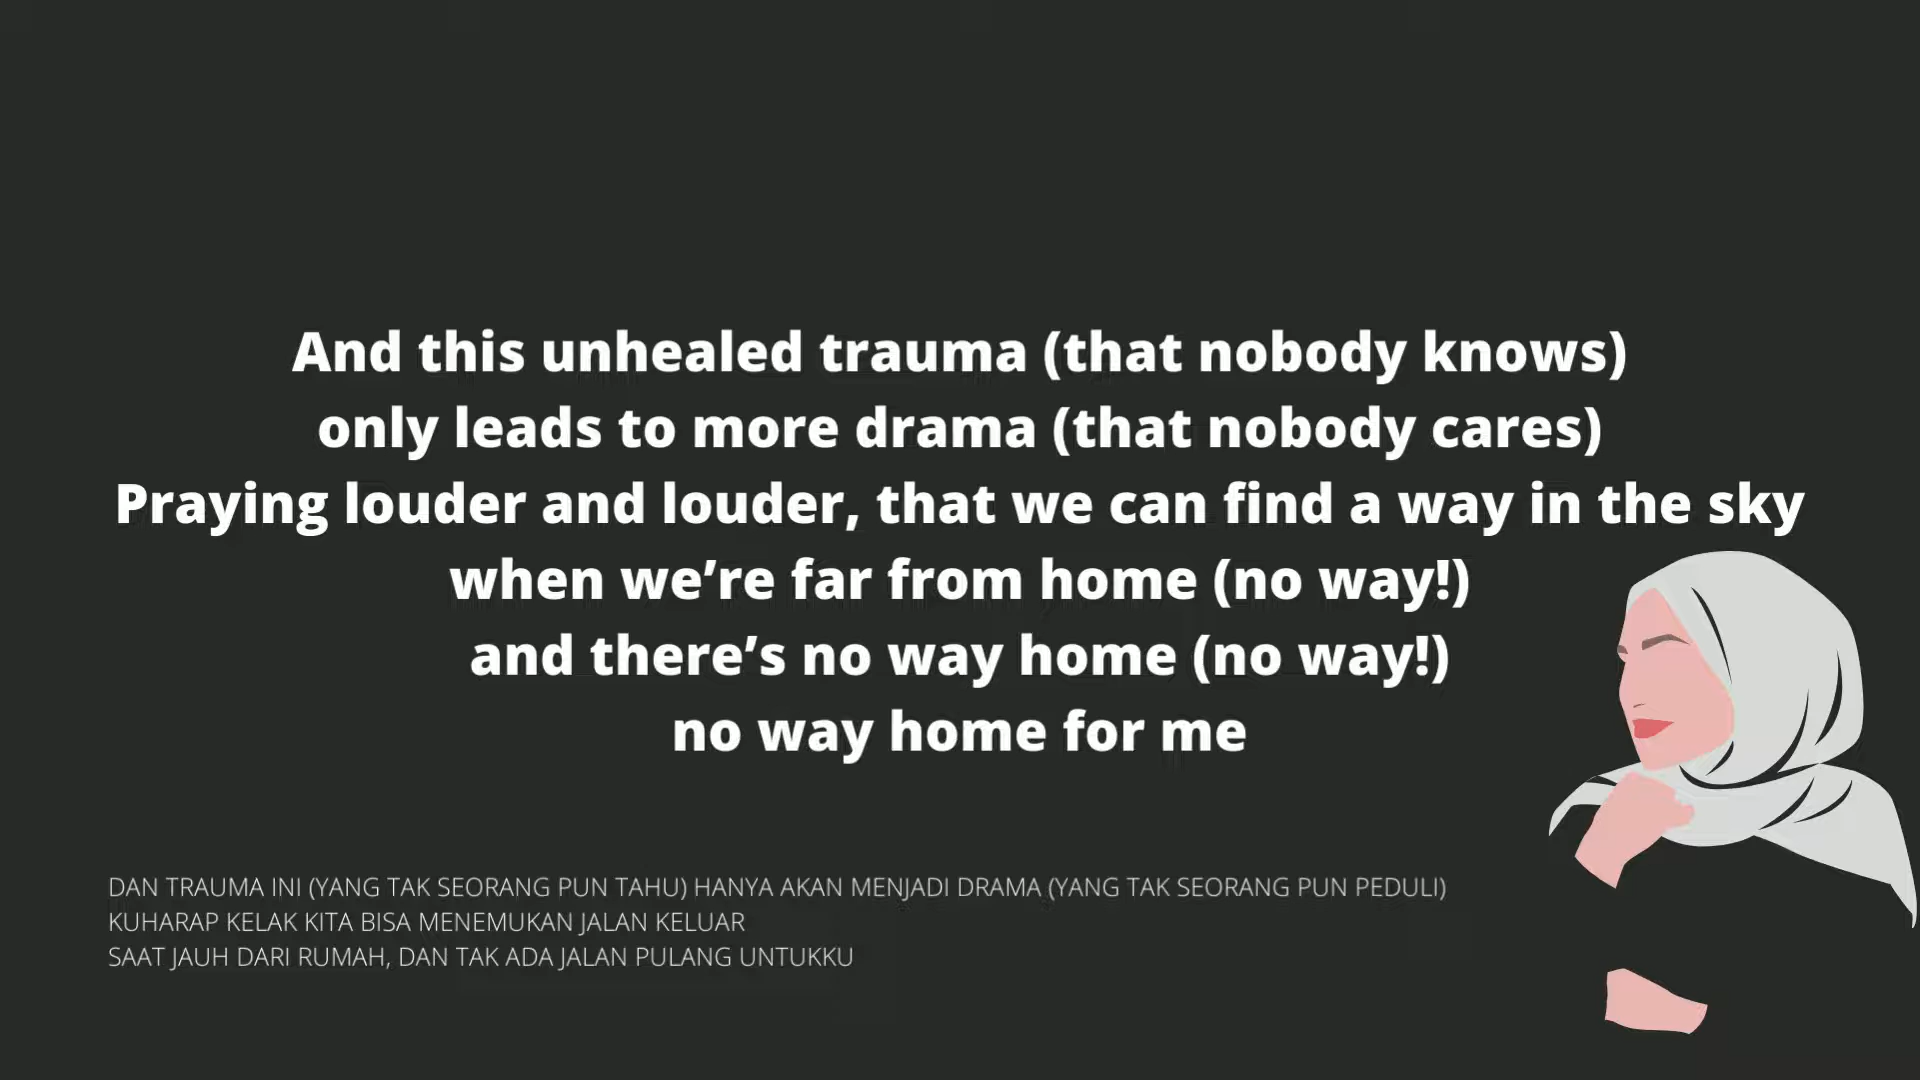 And this unhealed trauma (that nobody knows)
only leads to more drama (that nobody cares)
Praying louder and louder, that we can find a way in the sky
when we’re far from home (no way!)
and there’s no way home (no way!)
no way home for me
DAN TRAUMA INI (YANG TAK SEORANG PUN TAHU) HANYA AKAN MENJADI DRAMA (YANG TAK SEORANG PUN PEDULI)
KUHARAP KELAK KITA BISA MENEMUKAN JALAN KELUAR
SAAT JAUH DARI RUMAH, DAN TAK ADA JALAN PULANG UNTUKKU